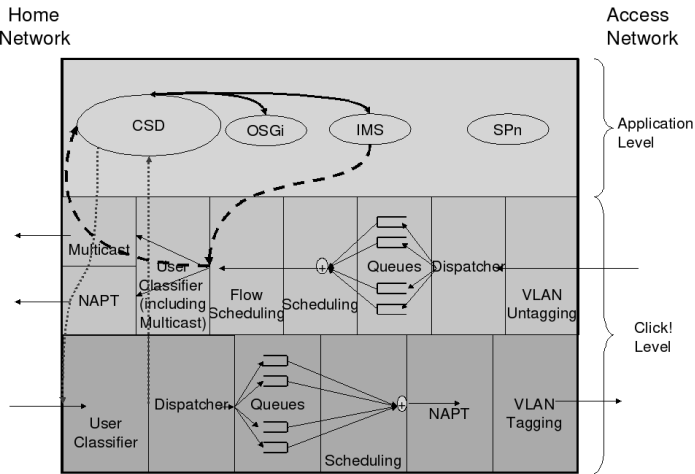 Home
Network
Access
Network
CSD
OSGi
IMS
SPn
Application
Level
Multicast
NAPT
User
Classifier
(including
Multicast)
Flow
Scheduling
Scheduling
Queues
Dispatcher
VLAN
Untagging
Click!
Level
User
Classifier
Dispatcher
Queues
Scheduling
NAPT
VLAN
Tagging